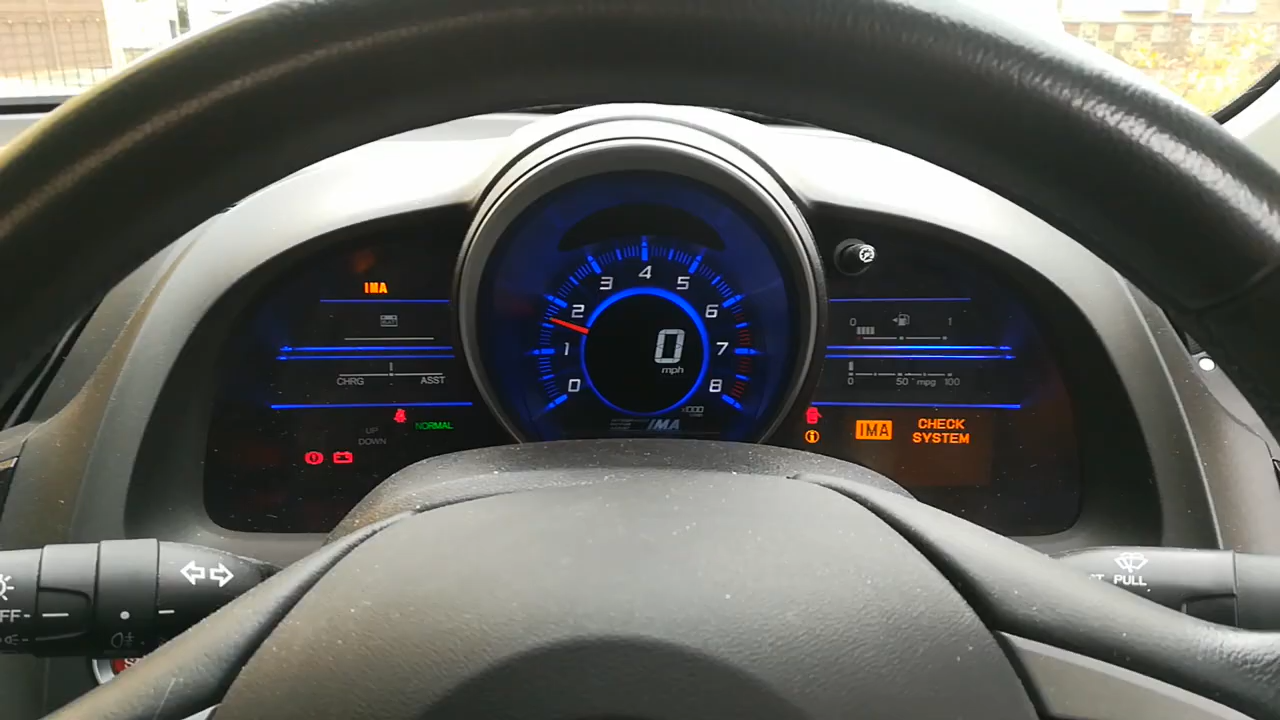 IMA
4
3 5
2 6
0 1
1 0 7
mph
CHRG ASST
0 50 mpg 100
0 8
x1000
UP
DOWN
NORMAL
IMA
IMA
CHECK
SYSTEM
PULL
OFF